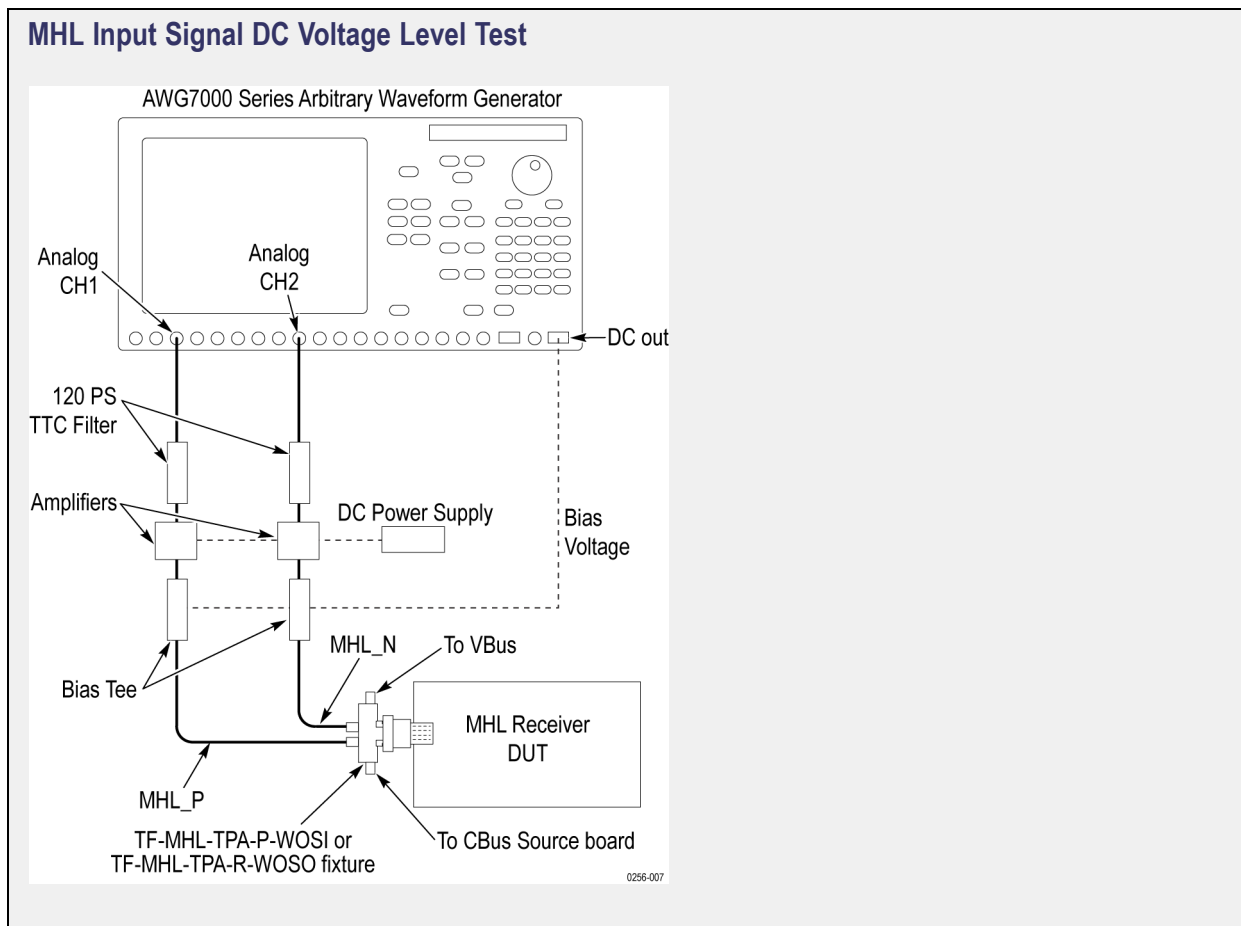 MHL Input Signal DC Voltage Level Test
AWG7000 Series Arbitrary Waveform Generator
Analog
CH1
Analog
CH2
DC out
120 PS
TTC Filter
Amplifiers
DC Power Supply
Bias
Voltage
MHL_N
To VBus
Bias Tee
MHL Receiver
DUT
MHL_P
TF-MHL-TPA-P-WOSI or
TF-MHL-TPA-R-WOSO fixture
To CBus Source board
0256-007